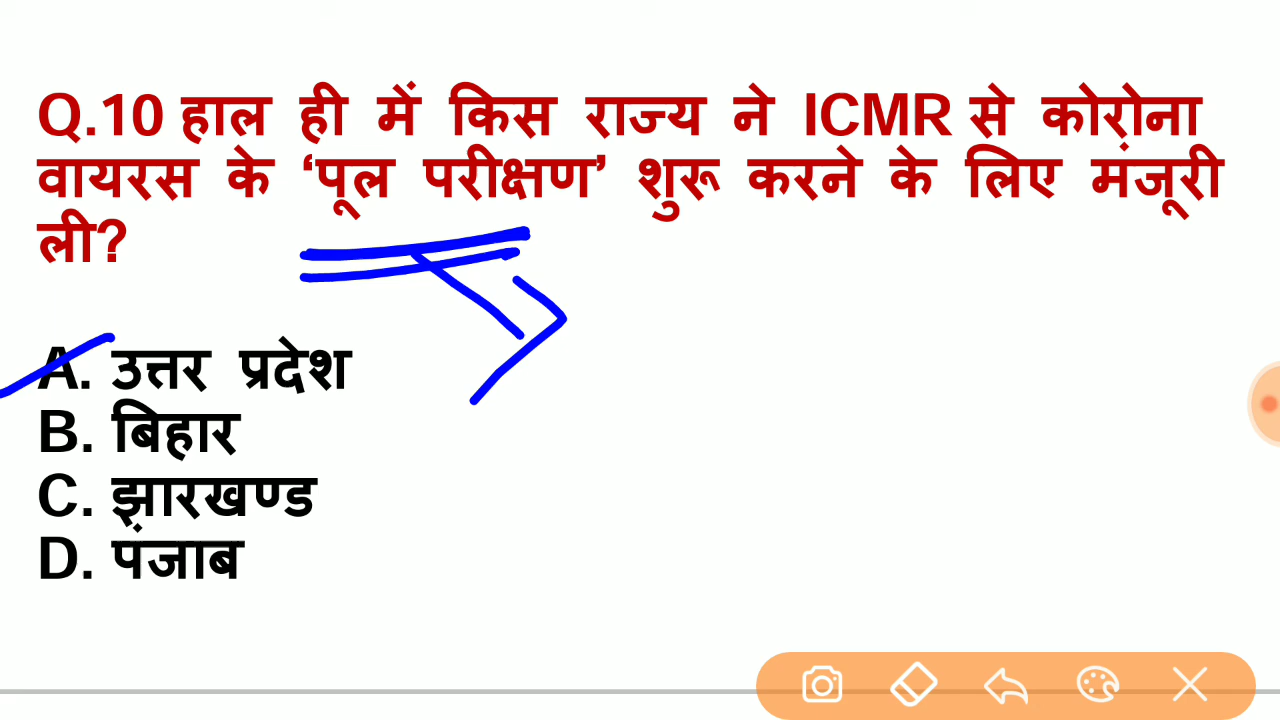 Q.10 हाल ही में किस राज्य ने ICMR से कोरोना
वायरस के ‘पूल परीक्षण’ शुरू करने के लिए मंजूरी
ली?
A. उत्तर प्रदेश
B. बिहार
C. झारखण्ड
D. पंजाब